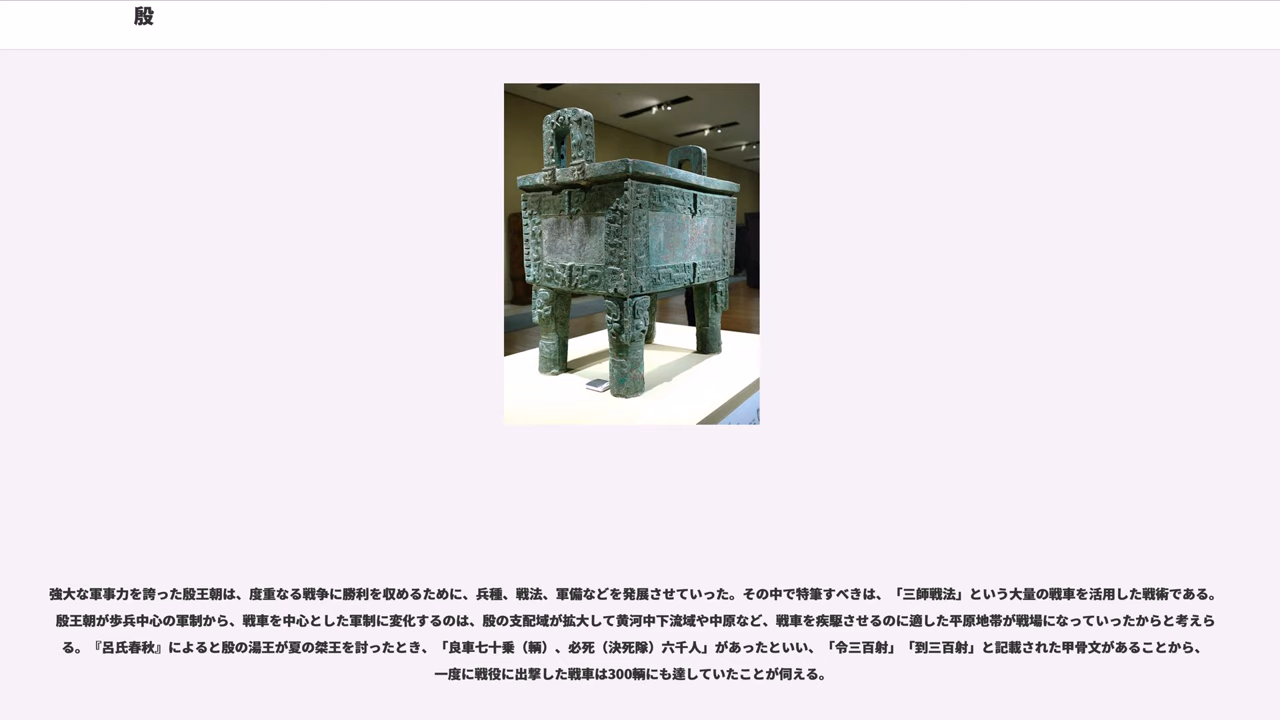 殷
強大な軍事力を誇った殷王朝は、度重なる戦争に勝利を収めるために、兵種、戦法、軍備などを発展させていった。その中で特筆すべきは、「三師戦法」という大量の戦車を活用した戦術である。
殷王朝が歩兵中心の軍制から、戦車を中心とした軍制に変化するのは、殷の支配域が拡大して黄河中下流域や中原など、戦車を疾駆させるのに適した平原地帯が戦場になっていったからと考えら
る。『呂氏春秋』によると殷の湯王が夏の桀王を討ったとき、「良車七十乗（輌）、必死（決死隊）六千人」があったといい、「令三百射」「到三百射」と記載された甲骨文があることから、
一度に戦役に出撃した戦車は300輌にも達していたことが伺える。